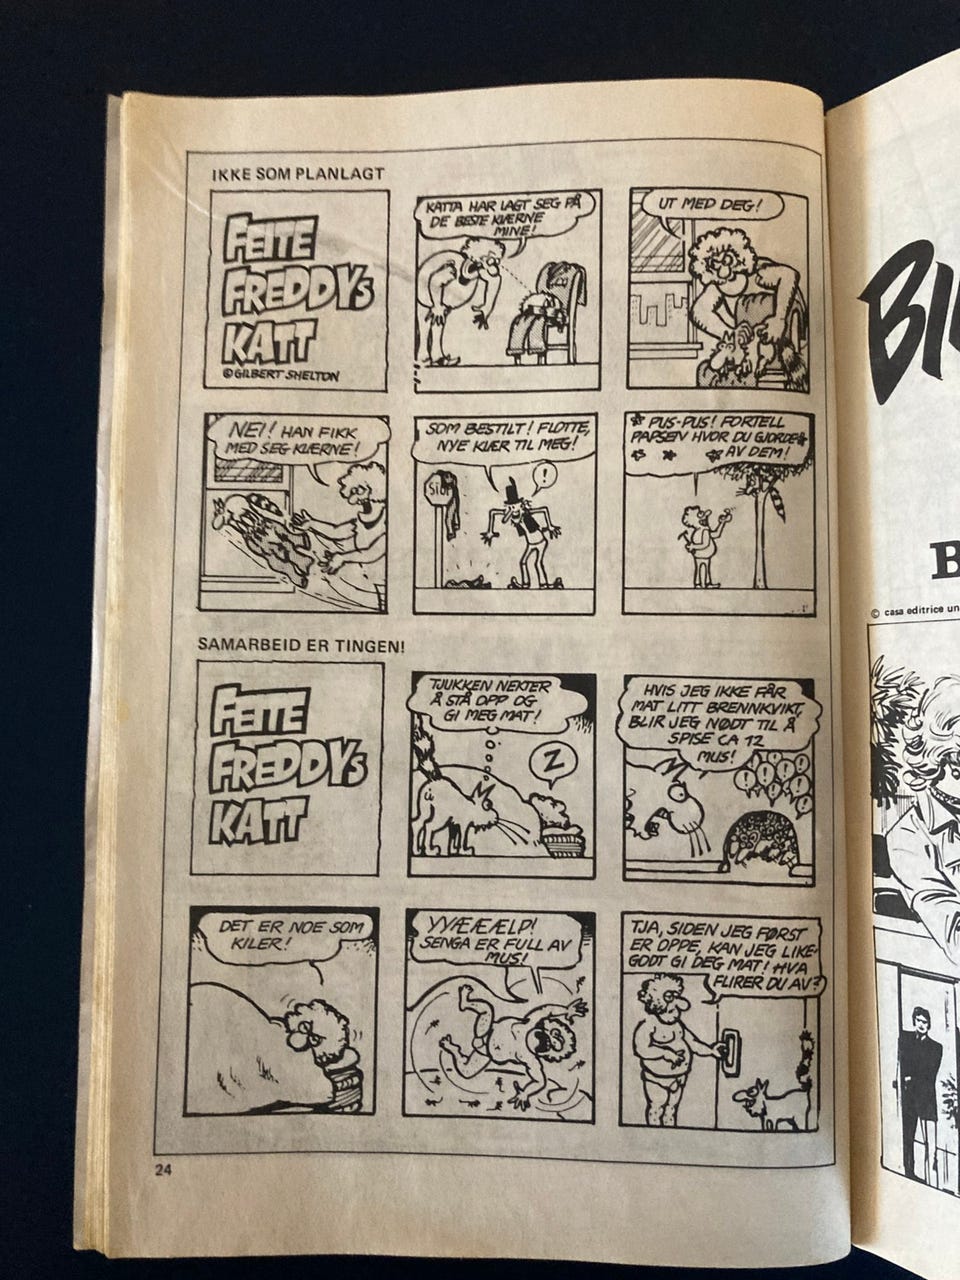 IKKE SOM PLANLAGT
FEITE
FREDDYs
KATT
©GILBERT SHELTON
KATTA HAR LAGT SEG PÅ
DE BESTE KLÆRNE
MINE!
UT MED DEG!
NEI! HAN FIKK
MED SEG KLÆRNE!
SOM BESTILT! FLOTTE,
NYE KLÆR TIL MEG!
STOP
!
PUS-PUS! FORTELL
PAPSEN HVOR DU GJORDE
AV DEM!
SAMARBEID ER TINGEN!
FEITE
FREDDYs
KATT
TJUKKEN NEKTER
Å STÅ OPP OG
GI MEG MAT!
Z
HVIS JEG IKKE FÅR
MAT LITT BRENNKVIKT,
BLIR JEG NØDT TIL Å
SPISE CA 12
MUS!
! ! ! ! ! ! !
DET ER NOE SOM
KILER!
YYÆÆÆLP!
SENGA ER FULL AV
MUS!
TJA, SIDEN JEG FØRST
ER OPPE, KAN JEG LIKE-
GODT GI DEG MAT! HVA
FLIRER DU AV?
24
© casa editrice un